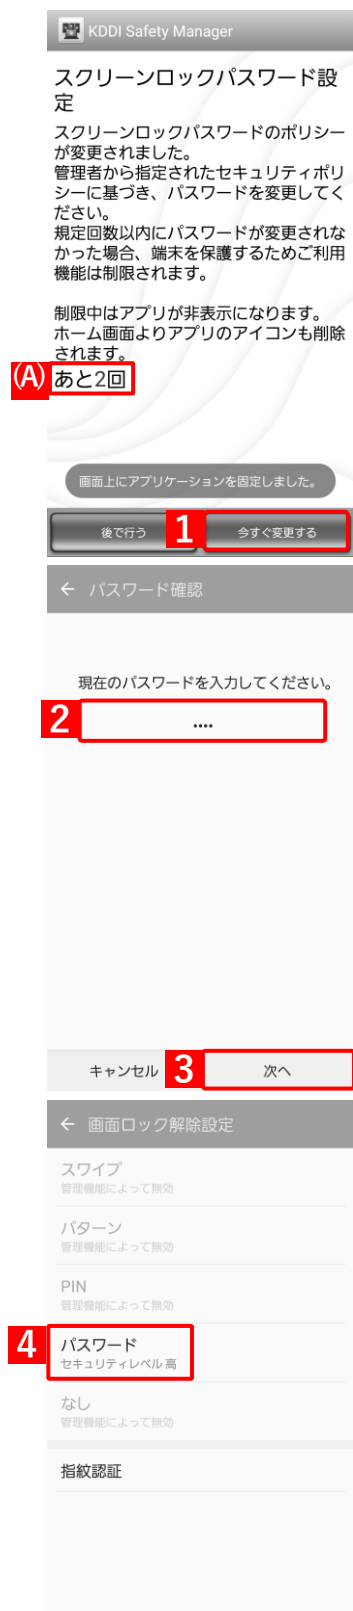 KDDI Safety Manager
スクリーンロックパスワード設
定
スクリーンロックパスワードのポリシー
が変更されました。
管理者から指定されたセキュリティポリ
シーに基づき、パスワードを変更してく
ださい。
規定回数以内にパスワードが変更されな
かった場合、端末を保護するためご利用
機能は制限されます。
制限中はアプリが非表示になります。
ホーム画面よりアプリのアイコンも削除
されます。
(A) あと2回
画面上にアプリケーションを固定しました。
後で行う 1 今すぐ変更する
← パスワード確認
現在のパスワードを入力してください。
2 ....
キャンセル 3 次へ
← 画面ロック解除設定
スワイプ
管理機能によって無効
パターン
管理機能によって無効
PIN
管理機能によって無効
4 パスワード
セキュリティレベル 高
なし
管理機能によって無効
指紋認証